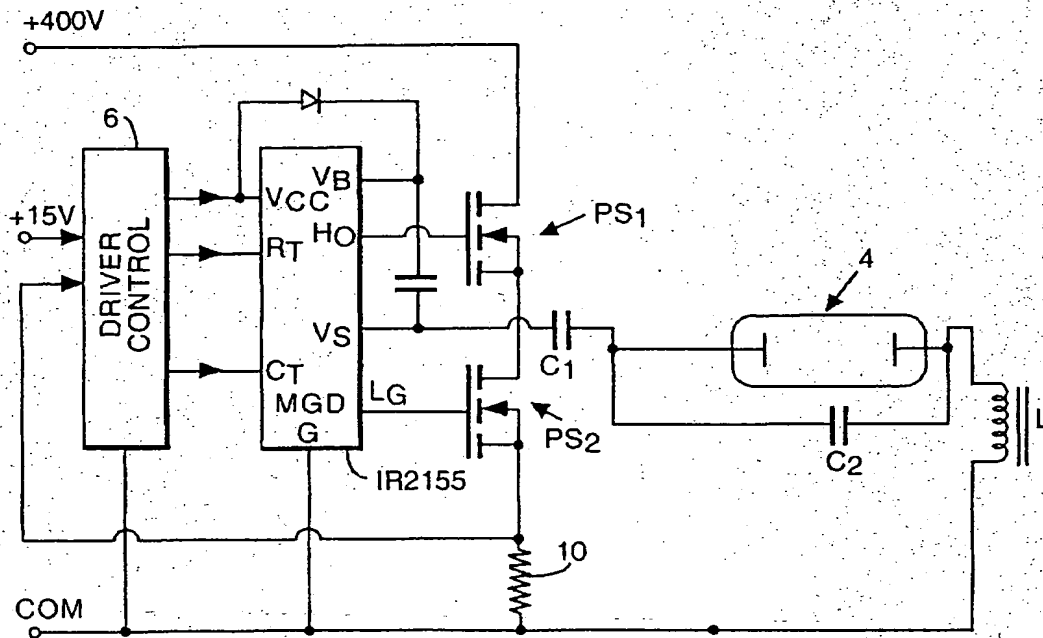 +400V
6
+15V
DRIVER
CONTROL
VCC
RT
CT
MGD
G
VB
HO
VS
LG
IR2155
PS1
PS2
C1
4
C2
L
10
COM